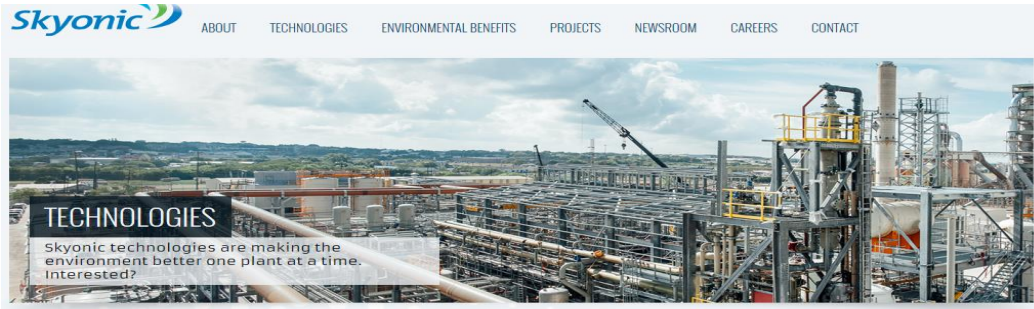 Skyonic
ABOUT TECHNOLOGIES ENVIRONMENTAL BENEFITS PROJECTS NEWSROOM CAREERS CONTACT
TECHNOLOGIES
Skyonic technologies are making the
environment better one plant at a time.
Interested?